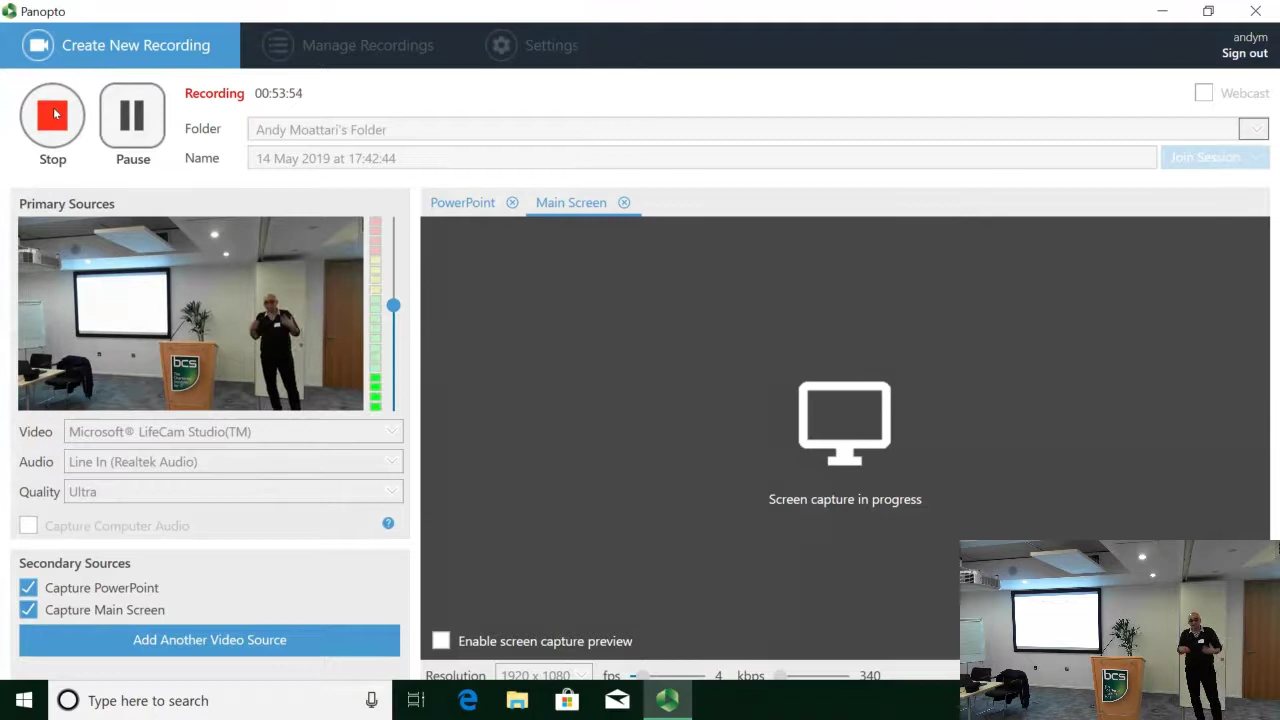 Panopto
Create New Recording
Manage Recordings
Settings
andym
Sign out
Stop
Pause
Recording 00:53:54
Webcast
Folder Andy Moattari's Folder
Name 14 May 2019 at 17:42:44
Join Session
Primary Sources
bcs
Video Microsoft® LifeCam Studio(TM)
Audio Line In (Realtek Audio)
Quality Ultra
Capture Computer Audio ?
Secondary Sources
Capture PowerPoint
Capture Main Screen
Add Another Video Source
PowerPoint
Main Screen
Screen capture in progress
Enable screen capture preview
Resolution 1920 x 1080 fps 4 kbps 340
bcs
Type here to search